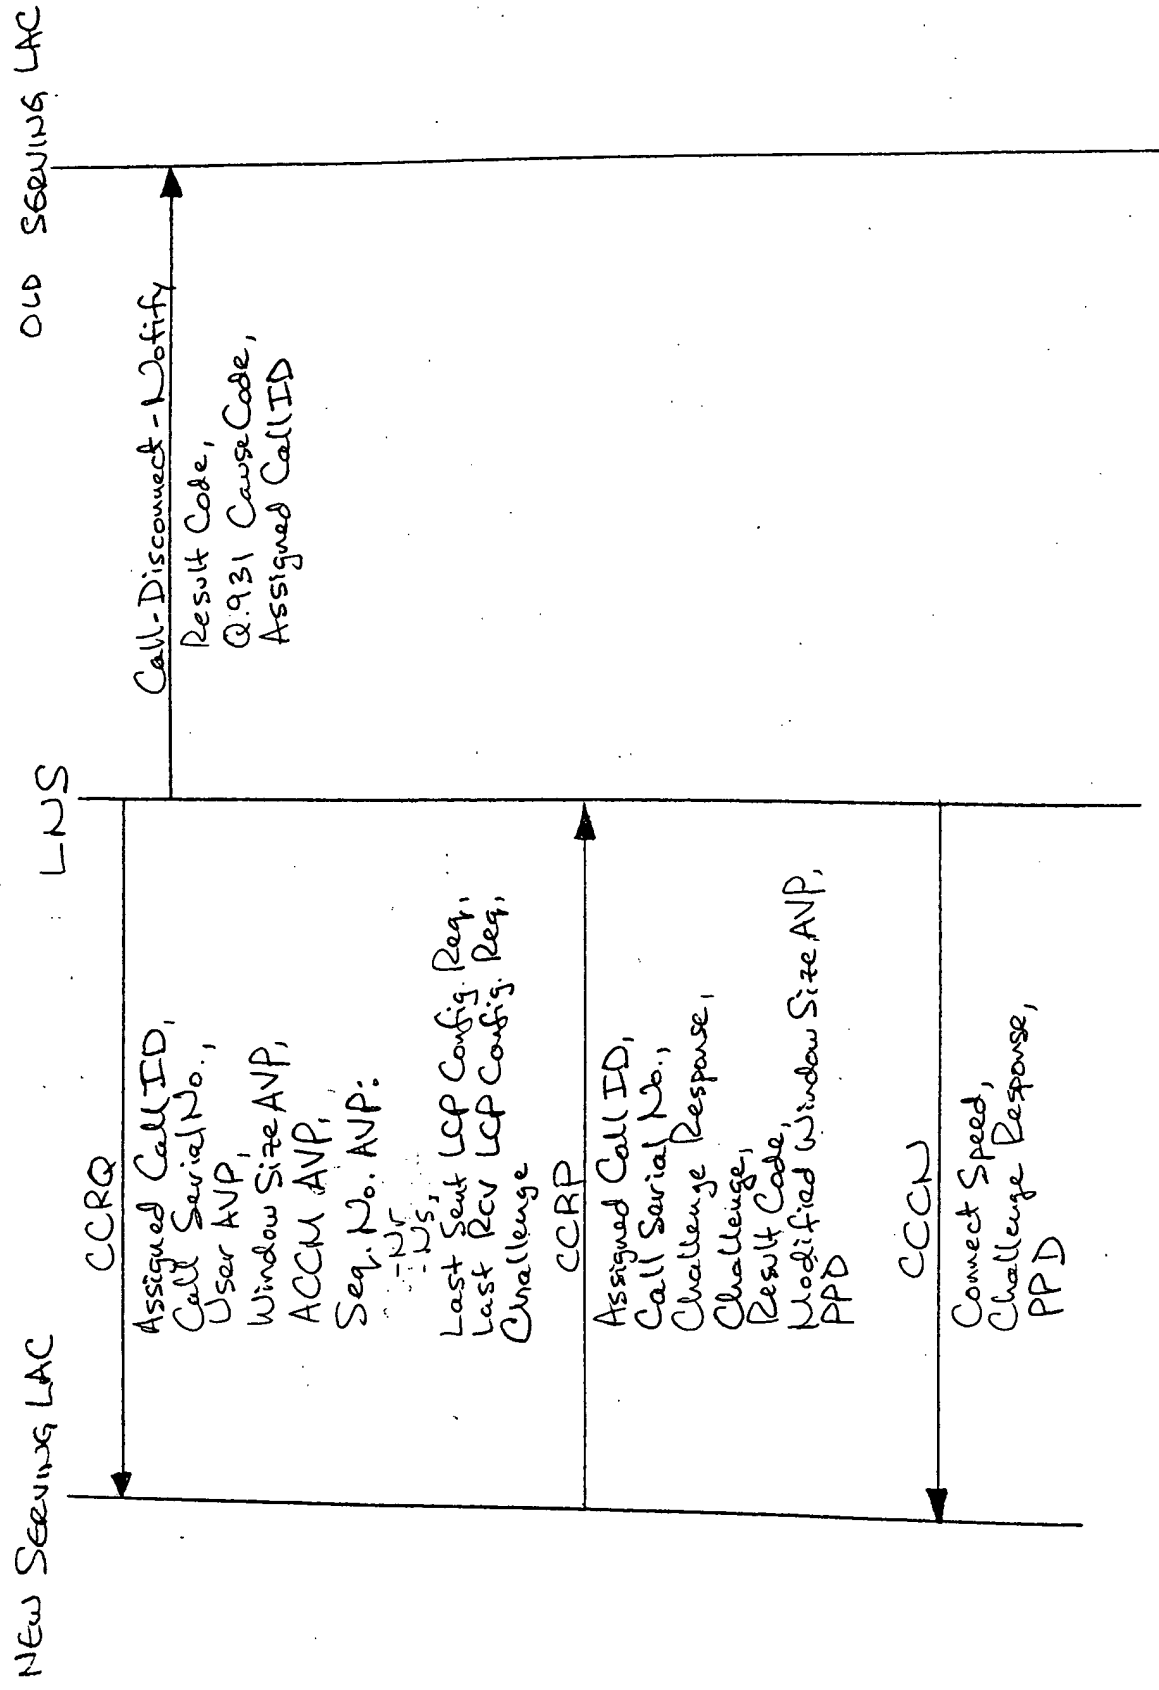 NEW SERVING LAC
LNS
OLD SERVING LAC
CCRQ
Assigned Call ID,
Call Serial No.,
User AVP,
Window Size AVP,
ACCM AVP,
Seq. No. AVP:
-Nr
-Ns,
Last Sent LCP Config. Req,
Last Rcv LCP Config. Req,
Challenge
Call-Disconnect-Notify
Result Code,
Q.931 Cause Code,
Assigned Call ID
CCRP
Assigned Call ID,
Call Serial No.,
Challenge Response,
Challenge,
Result Code,
Modified Window Size AVP,
PPD
CCCN
Connect Speed,
Challenge Response,
PPD